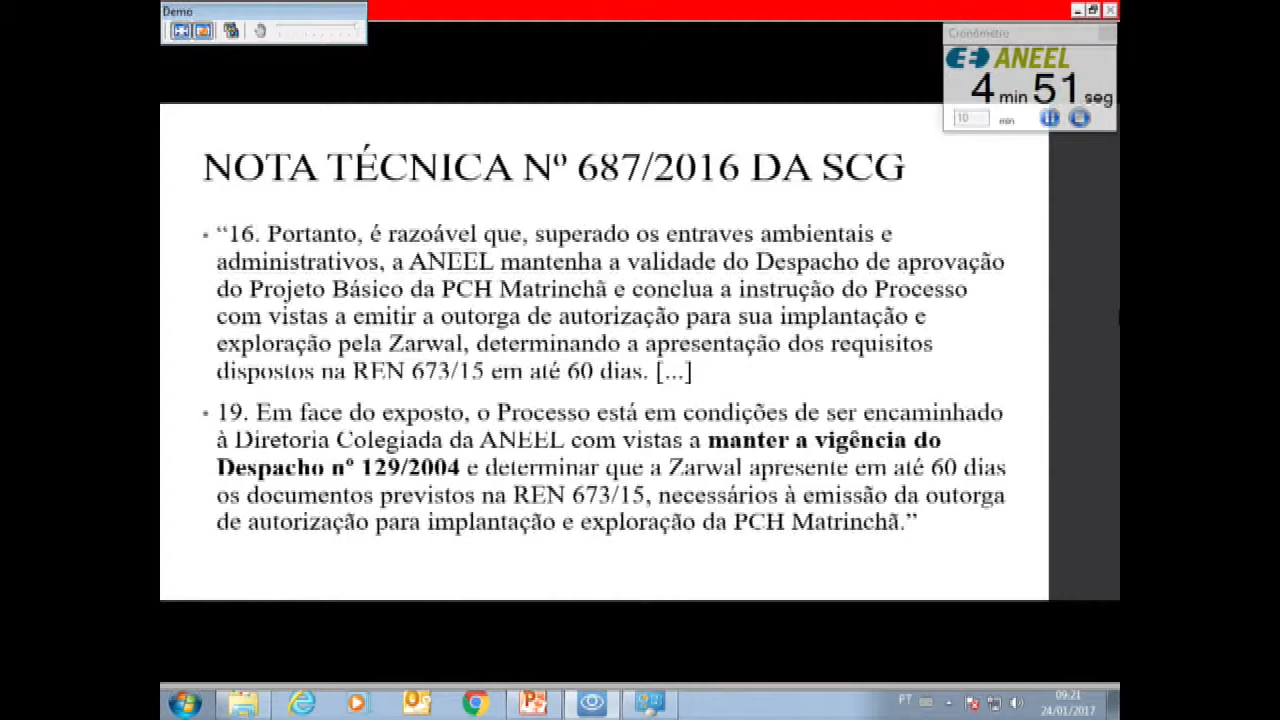 Demo
Cronômetro
ANEEL
4 min 51 seg
10 min
NOTA TÉCNICA Nº 687/2016 DA SCG
• “16. Portanto, é razoável que, superado os entraves ambientais e
administrativos, a ANEEL mantenha a validade do Despacho de aprovação
do Projeto Básico da PCH Matrinchã e conclua a instrução do Processo
com vistas a emitir a outorga de autorização para sua implantação e
exploração pela Zarwal, determinando a apresentação dos requisitos
dispostos na REN 673/15 em até 60 dias. [...]
• 19. Em face do exposto, o Processo está em condições de ser encaminhado
à Diretoria Colegiada da ANEEL com vistas a manter a vigência do
Despacho nº 129/2004 e determinar que a Zarwal apresente em até 60 dias
os documentos previstos na REN 673/15, necessários à emissão da outorga
de autorização para implantação e exploração da PCH Matrinchã.”
PT
09:21
24/01/2017